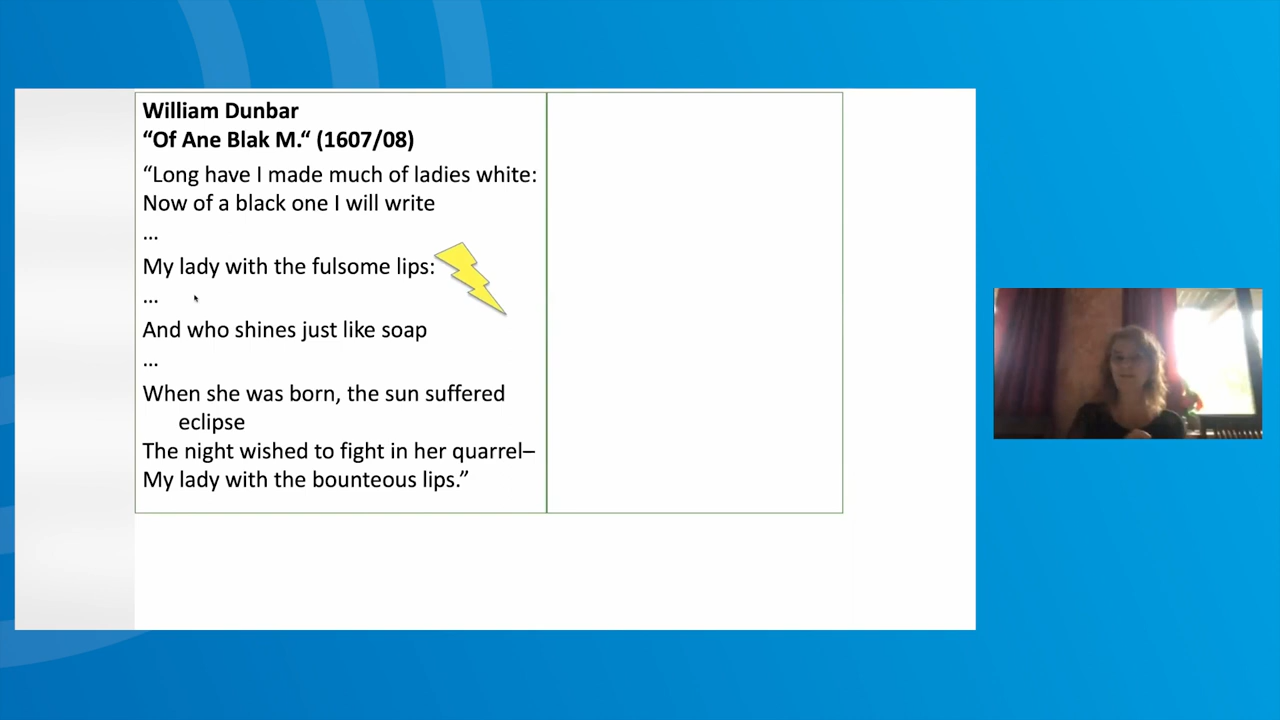 William Dunbar
“Of Ane Blak M.“ (1607/08)
“Long have I made much of ladies white:
Now of a black one I will write
...
My lady with the fulsome lips:
...
And who shines just like soap
...
When she was born, the sun suffered
eclipse
The night wished to fight in her quarrel–
My lady with the bounteous lips.”